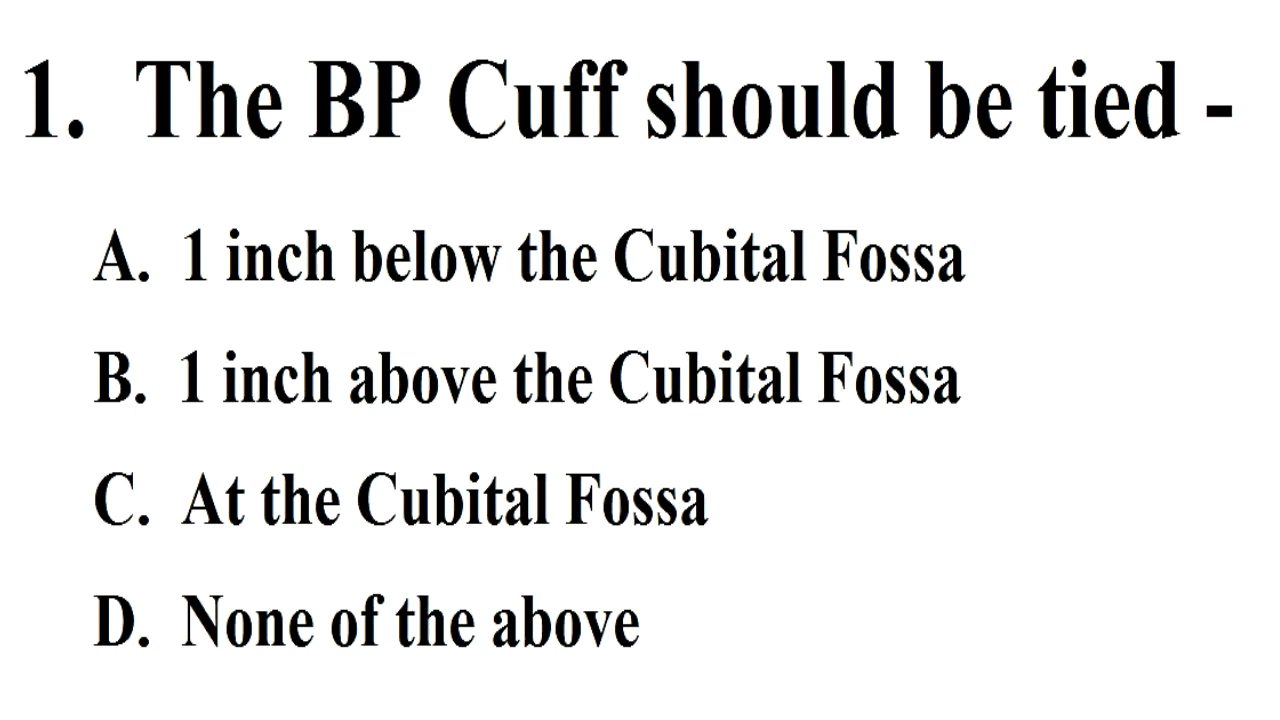 1. The BP Cuff should be tied -
A. 1 inch below the Cubital Fossa
B. 1 inch above the Cubital Fossa
C. At the Cubital Fossa
D. None of the above